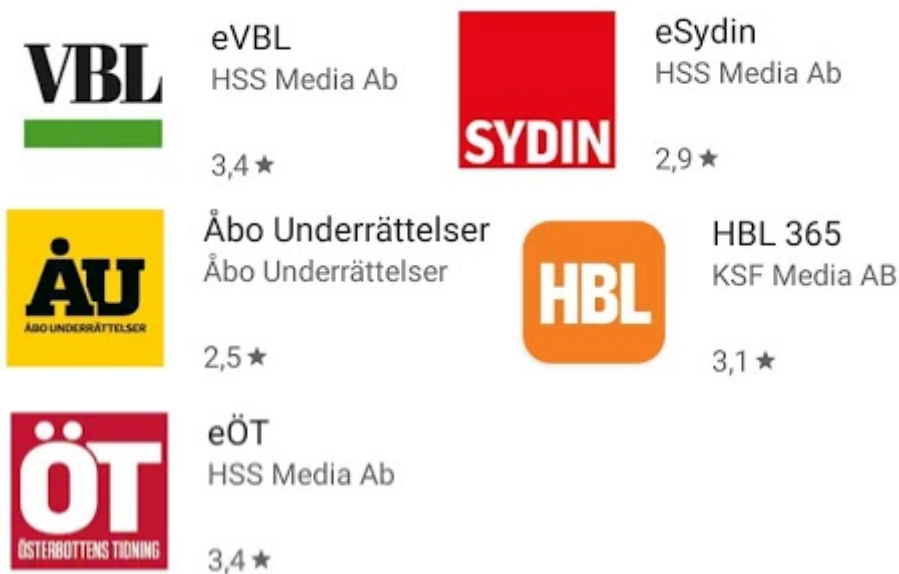 VBL
eVBL
HSS Media Ab
3,4 ★
SYDIN
eSydin
HSS Media Ab
2,9 ★
ÅU
ÅBO UNDERRÄTTELSER
Åbo Underrättelser
Åbo Underrättelser
2,5 ★
HBL
HBL 365
KSF Media AB
3,1 ★
ÖT
ÖSTERBOTTENS TIDNING
eÖT
HSS Media Ab
3,4 ★